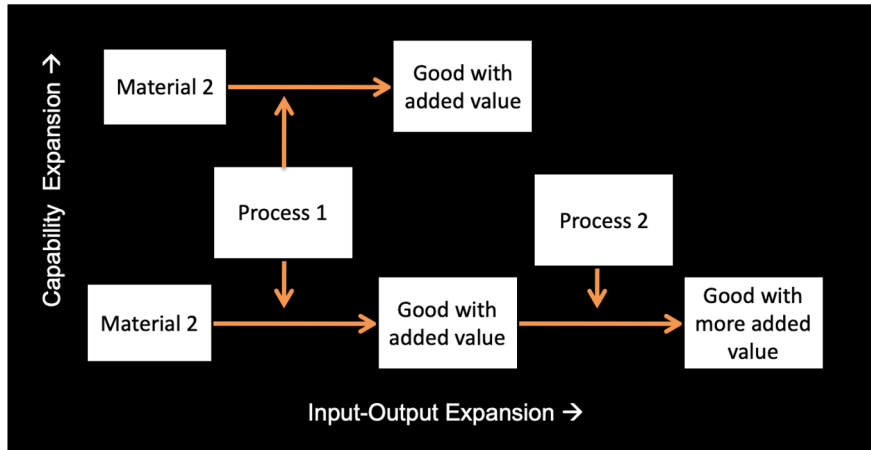 Capability Expansion →
Material 2
Good with
added value
Process 1
Process 2
Material 2
Good with
added value
Good with
more added
value
Input-Output Expansion →